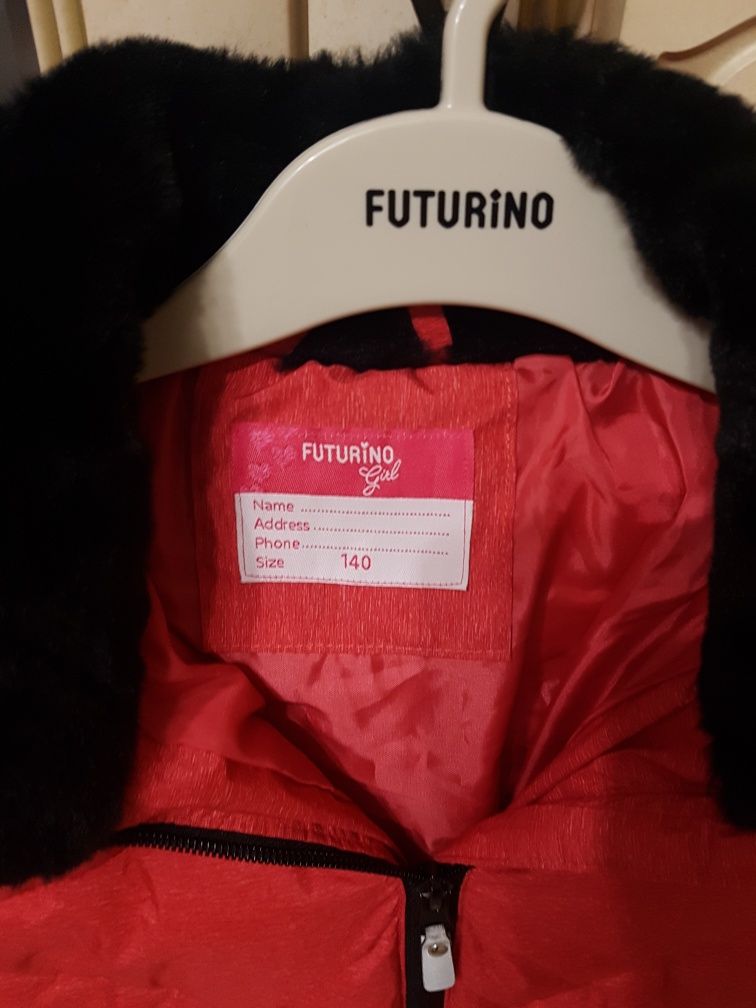 FUTURiNO
FUTURiNO
Girl
Name
Address
Phone
Size 140